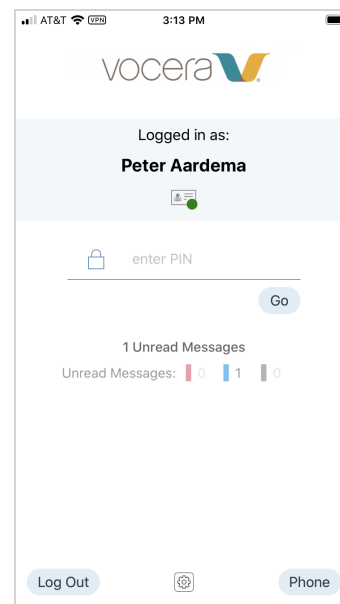 AT&T VPN 3:13 PM
vocera
Logged in as:
Peter Aardema
enter PIN
Go
1 Unread Messages
Unread Messages: 0 1 0
Log Out Phone